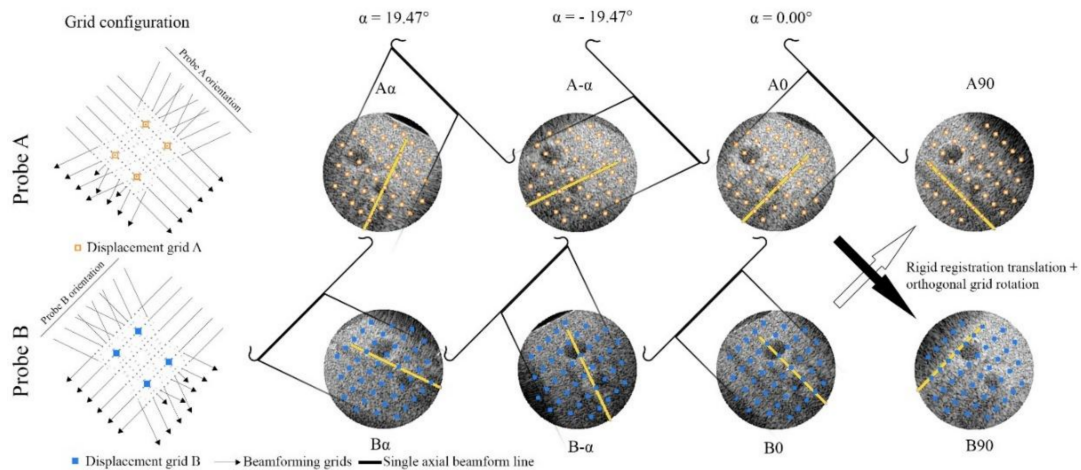 Grid configuration
α = 19.47°
α = - 19.47°
α = 0.00°
Probe A
Probe A orientation
Aα
A-α
A0
A90
Displacement grid A
Probe B
Probe B orientation
Rigid registration translation +
orthogonal grid rotation
Bα
B-α
B0
B90
Displacement grid B
Beamforming grids
Single axial beamform line